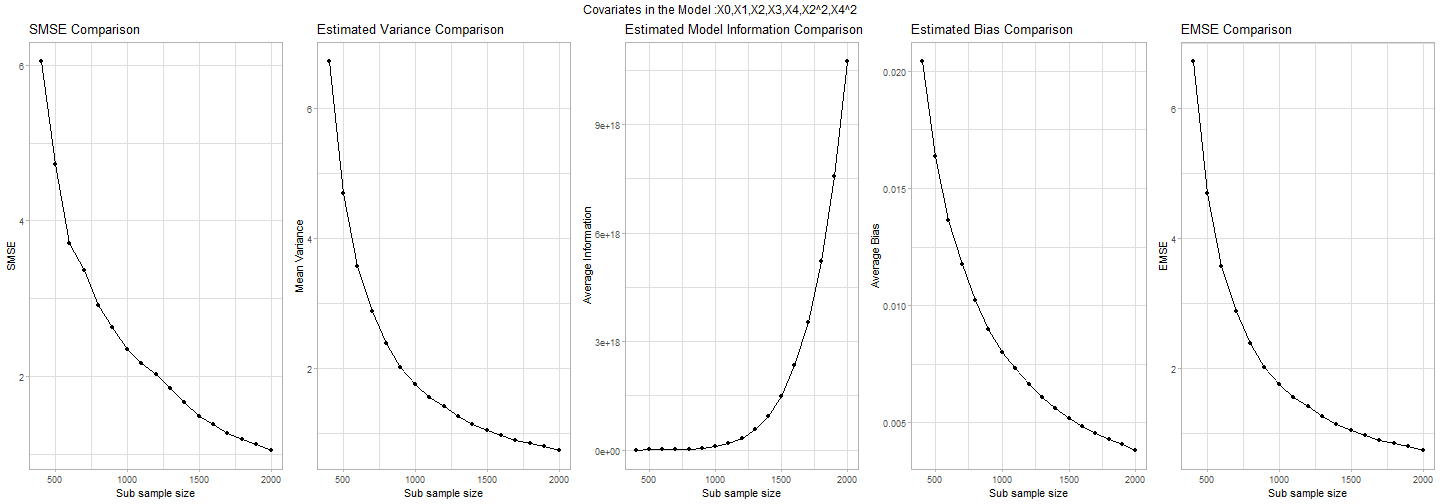 Covariates in the Model :X0,X1,X2,X3,X4,X2^2,X4^2
SMSE Comparison
SMSE
6
4
2
500 1000 1500 2000
Sub sample size
Estimated Variance Comparison
Mean Variance
6
4
2
500 1000 1500 2000
Sub sample size
Estimated Model Information Comparison
Average Information
9e+18
6e+18
3e+18
0e+00
500 1000 1500 2000
Sub sample size
Estimated Bias Comparison
Average Bias
0.020
0.015
0.010
0.005
500 1000 1500 2000
Sub sample size
EMSE Comparison
EMSE
6
4
2
500 1000 1500 2000
Sub sample size